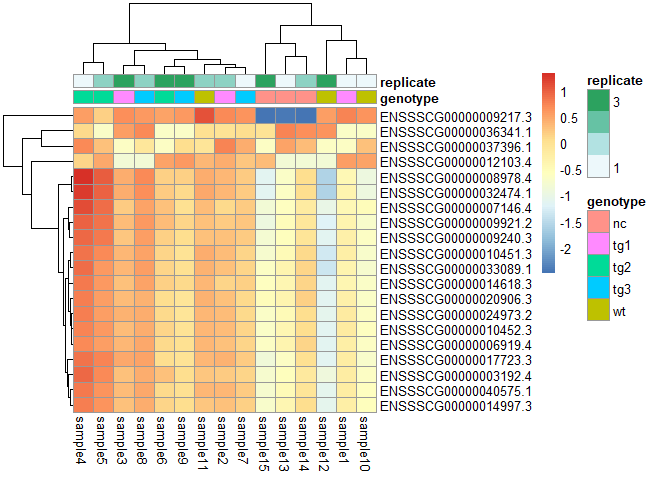 replicate
genotype
ENSSSCG00000009217.3
ENSSSCG00000036341.1
ENSSSCG00000037396.1
ENSSSCG00000012103.4
ENSSSCG00000008978.4
ENSSSCG00000032474.1
ENSSSCG00000007146.4
ENSSSCG00000009921.2
ENSSSCG00000009240.3
ENSSSCG00000010451.3
ENSSSCG00000033089.1
ENSSSCG00000014618.3
ENSSSCG00000020906.3
ENSSSCG00000024973.2
ENSSSCG00000010452.3
ENSSSCG00000006919.4
ENSSSCG00000017723.3
ENSSSCG00000003192.4
ENSSSCG00000040575.1
ENSSSCG00000014997.3
sample4
sample5
sample3
sample8
sample6
sample9
sample11
sample2
sample7
sample15
sample13
sample14
sample12
sample1
sample10
1
0.5
0
-0.5
-1
-1.5
-2
replicate
3
1
genotype
nc
tg1
tg2
tg3
wt